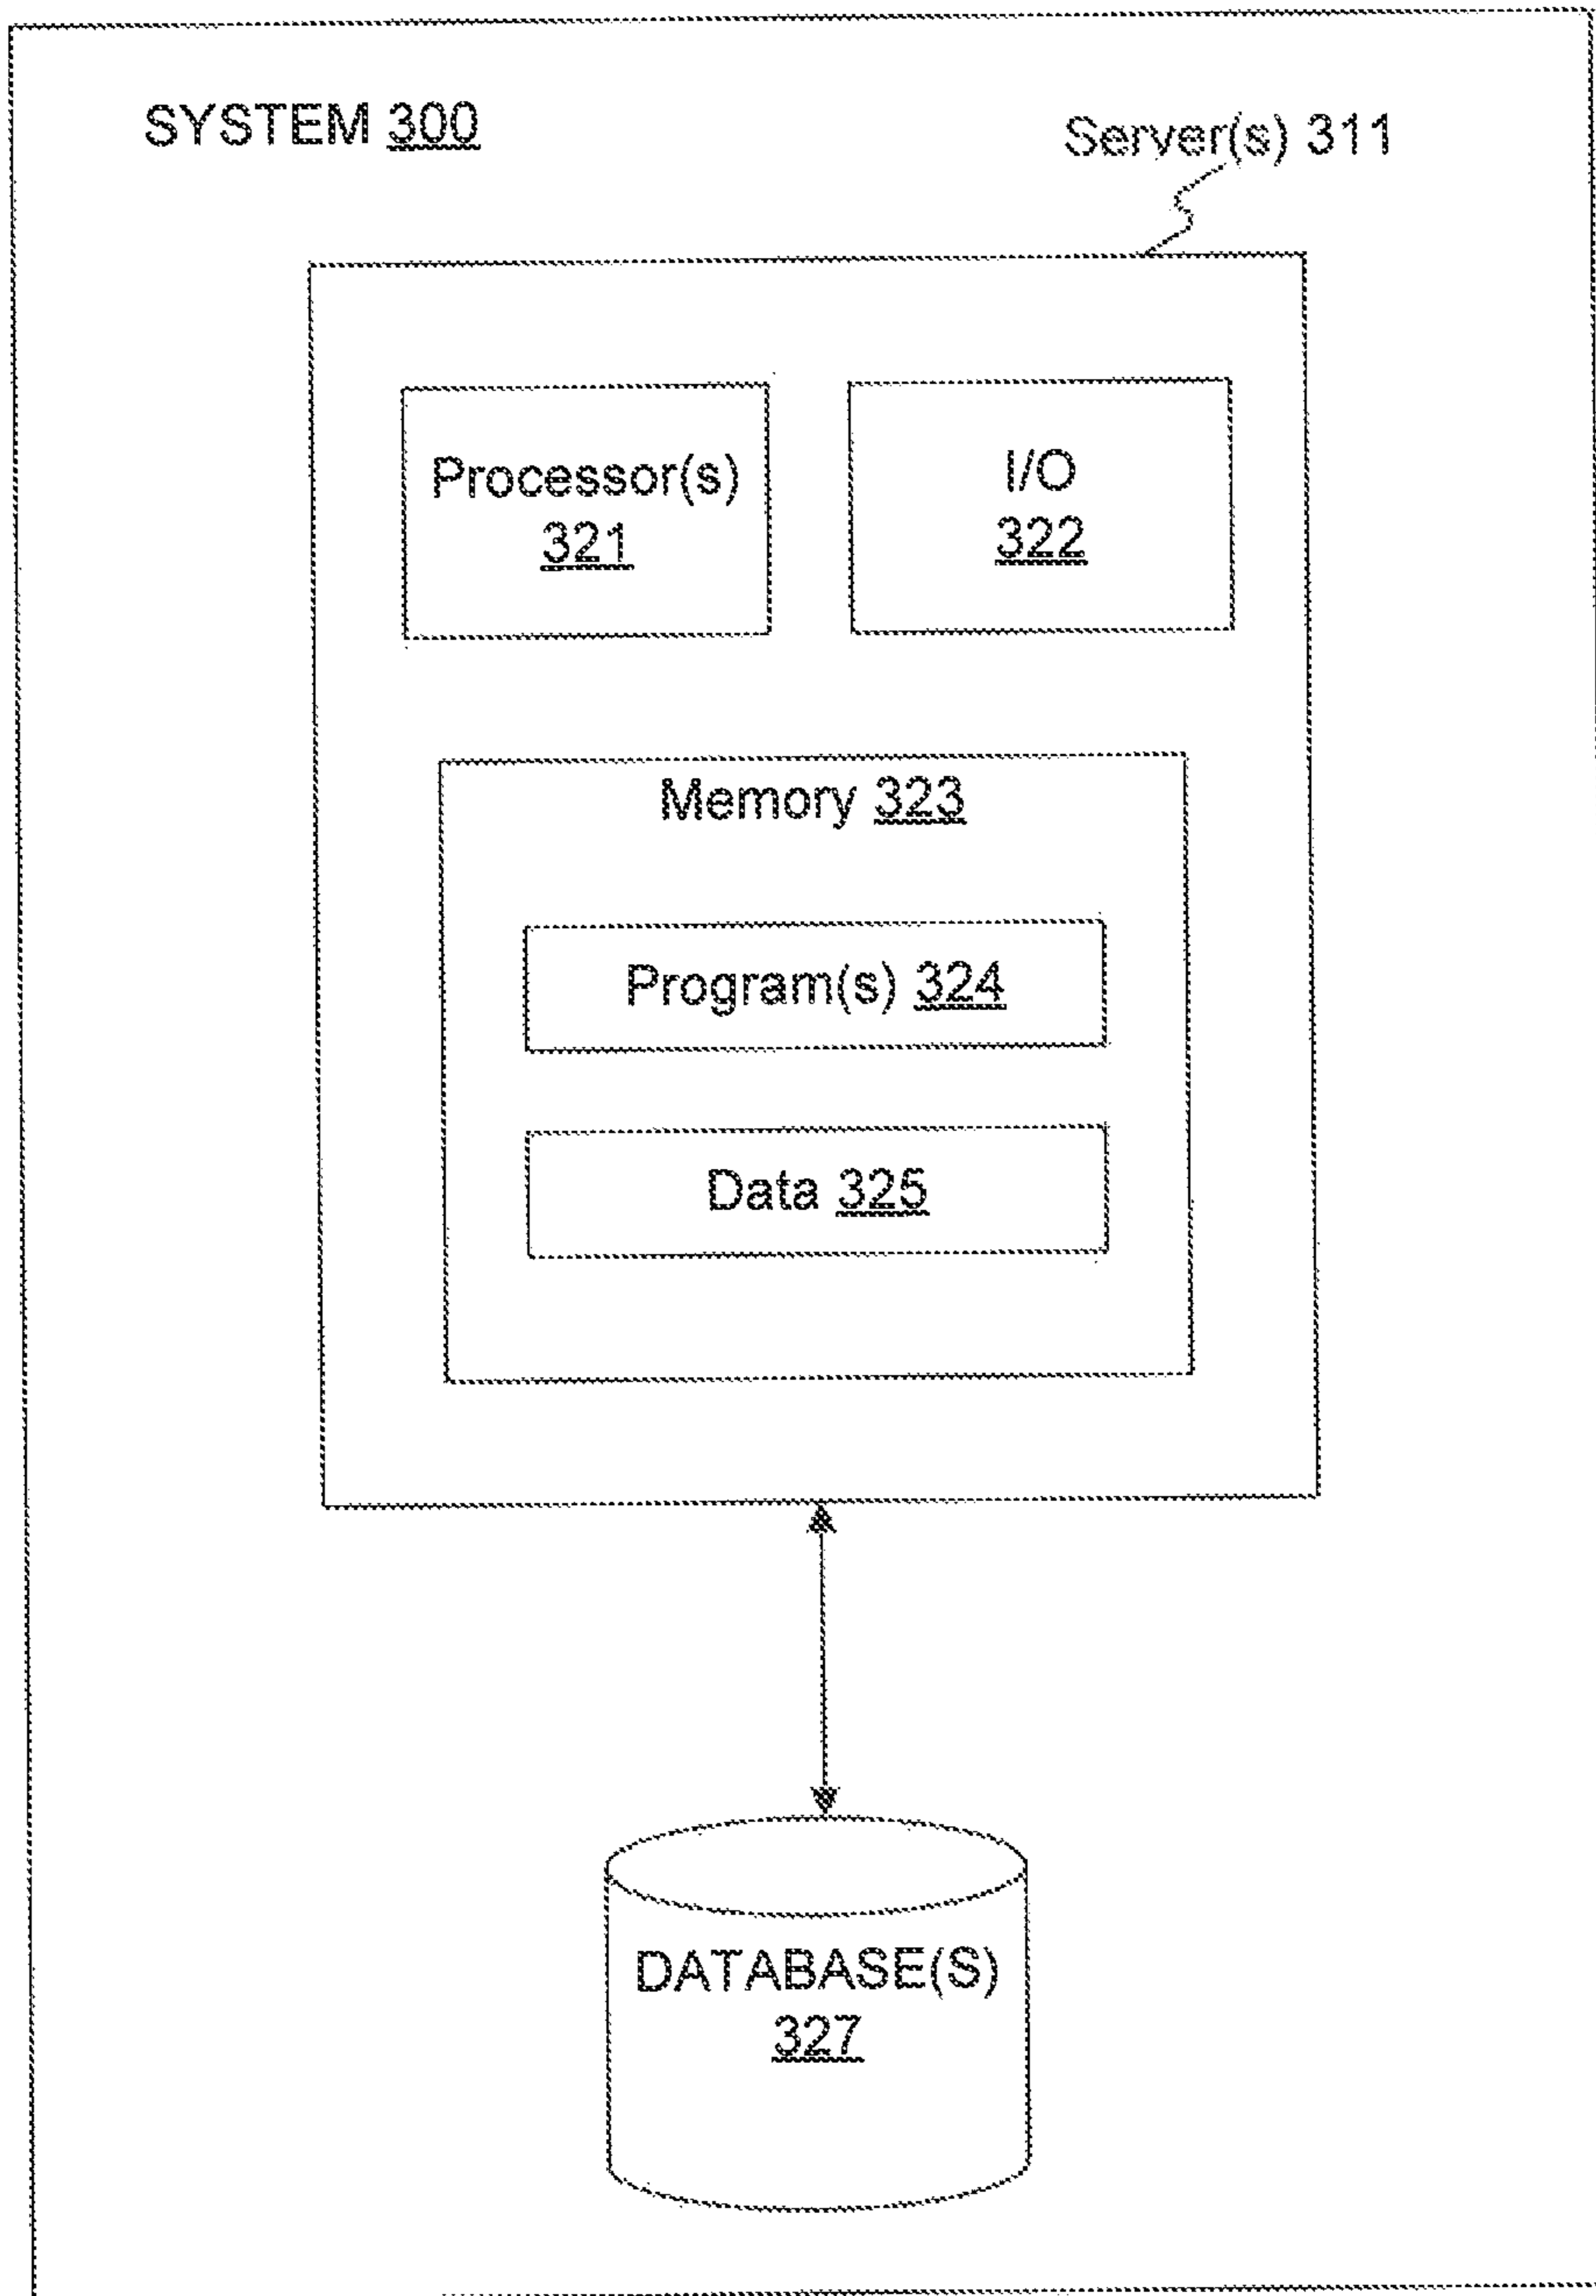 SYSTEM 300
Server(s) 311
Processor(s)
321
I/O
322
Memory 323
Program(s) 324
Data 325
DATABASE(S)
327